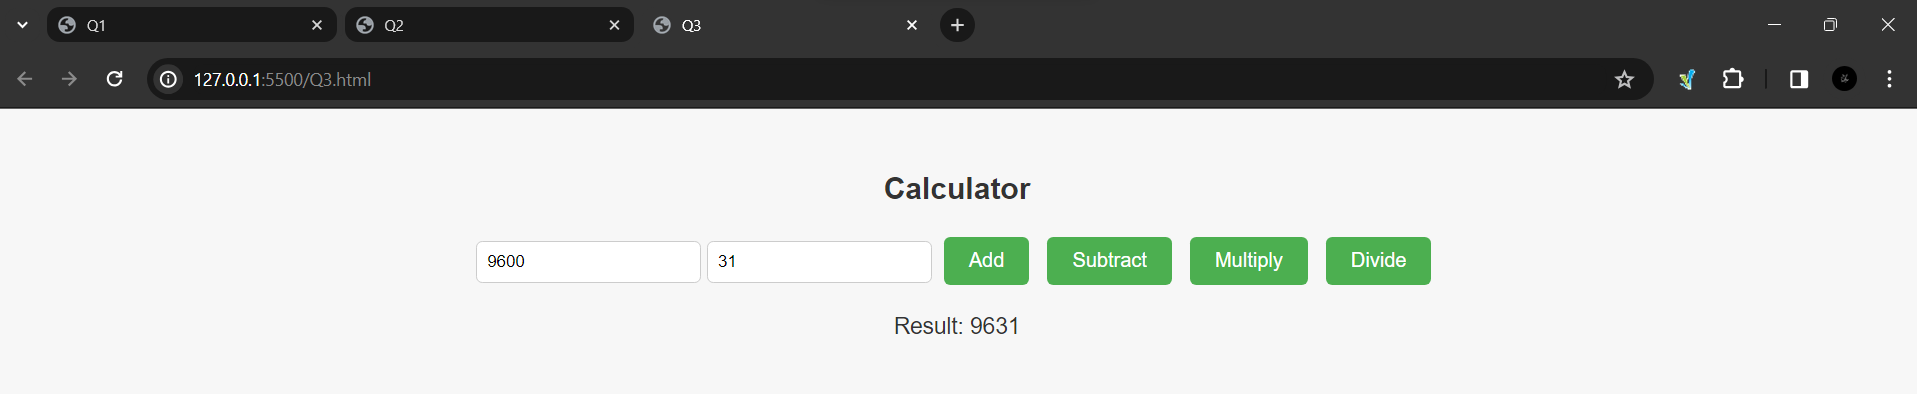 Q1 Q2 Q3
127.0.0.1:5500/Q3.html
Calculator
9600 31 Add Subtract Multiply Divide
Result: 9631